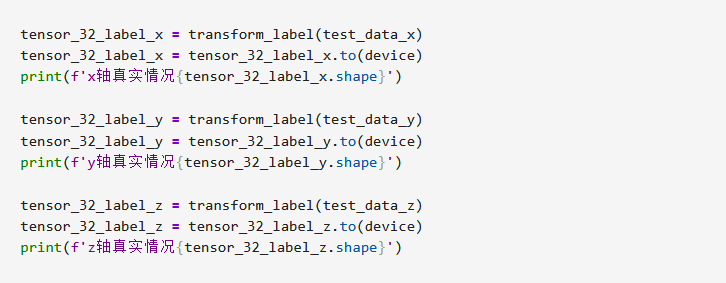 tensor_32_label_x = transform_label(test_data_x)
tensor_32_label_x = tensor_32_label_x.to(device)
print(f'x轴真实情况{tensor_32_label_x.shape}')
tensor_32_label_y = transform_label(test_data_y)
tensor_32_label_y = tensor_32_label_y.to(device)
print(f'y轴真实情况{tensor_32_label_y.shape}')
tensor_32_label_z = transform_label(test_data_z)
tensor_32_label_z = tensor_32_label_z.to(device)
print(f'z轴真实情况{tensor_32_label_z.shape}')